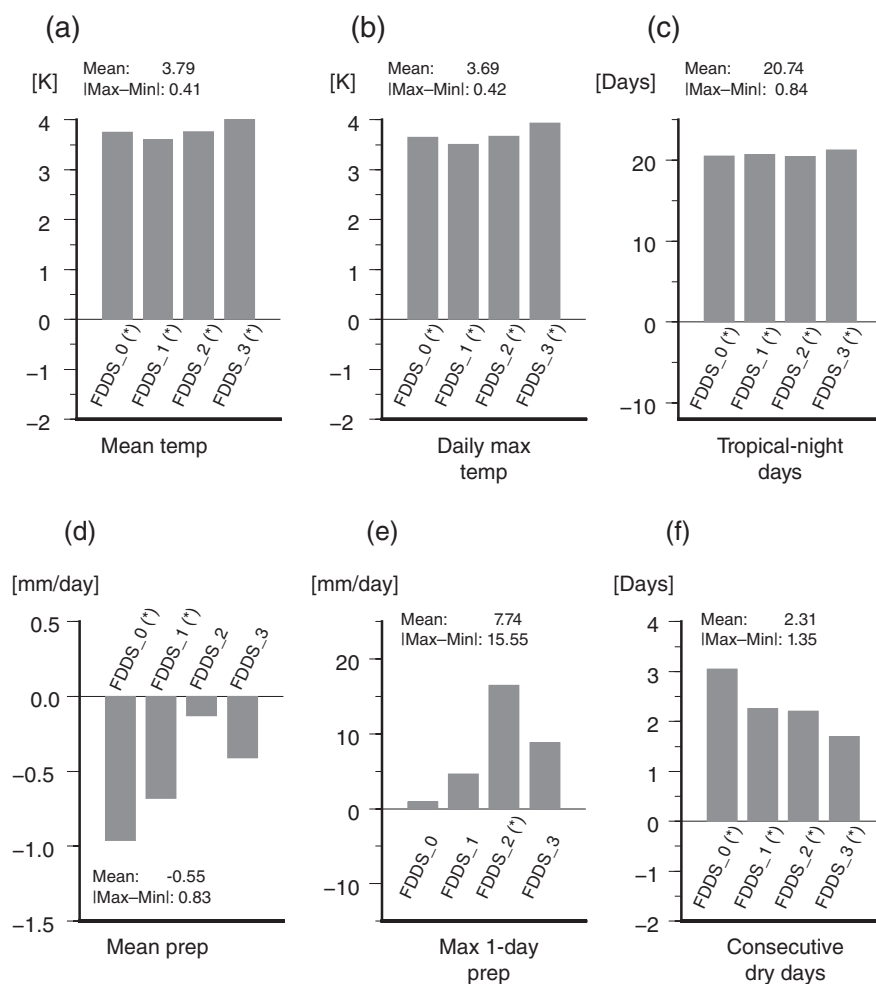 (a)
Mean: 3.79
|Max–Min|: 0.41
[K]
4
3
2
1
0
−1
−2
FDDS_0 (*)
FDDS_1 (*)
FDDS_2 (*)
FDDS_3 (*)
Mean temp
(b)
Mean: 3.69
|Max–Min|: 0.42
[K]
4
3
2
1
0
−1
−2
FDDS_0 (*)
FDDS_1 (*)
FDDS_2 (*)
FDDS_3 (*)
Daily max
temp
(c)
Mean: 20.74
|Max–Min|: 0.84
[Days]
20
10
0
−10
FDDS_0 (*)
FDDS_1 (*)
FDDS_2 (*)
FDDS_3 (*)
Tropical-night
days
(d)
[mm/day]
0.5
0.0
−0.5
−1.0
−1.5
FDDS_0 (*)
FDDS_1 (*)
FDDS_2
FDDS_3
Mean: -0.55
|Max–Min|: 0.83
Mean prep
(e)
[mm/day]
Mean: 7.74
|Max–Min|: 15.55
20
10
0
−10
FDDS_0
FDDS_1
FDDS_2 (*)
FDDS_3
Max 1-day
prep
(f)
[Days]
Mean: 2.31
|Max–Min|: 1.35
4
3
2
1
0
−1
−2
FDDS_0 (*)
FDDS_1 (*)
FDDS_2 (*)
FDDS_3 (*)
Consecutive
dry days